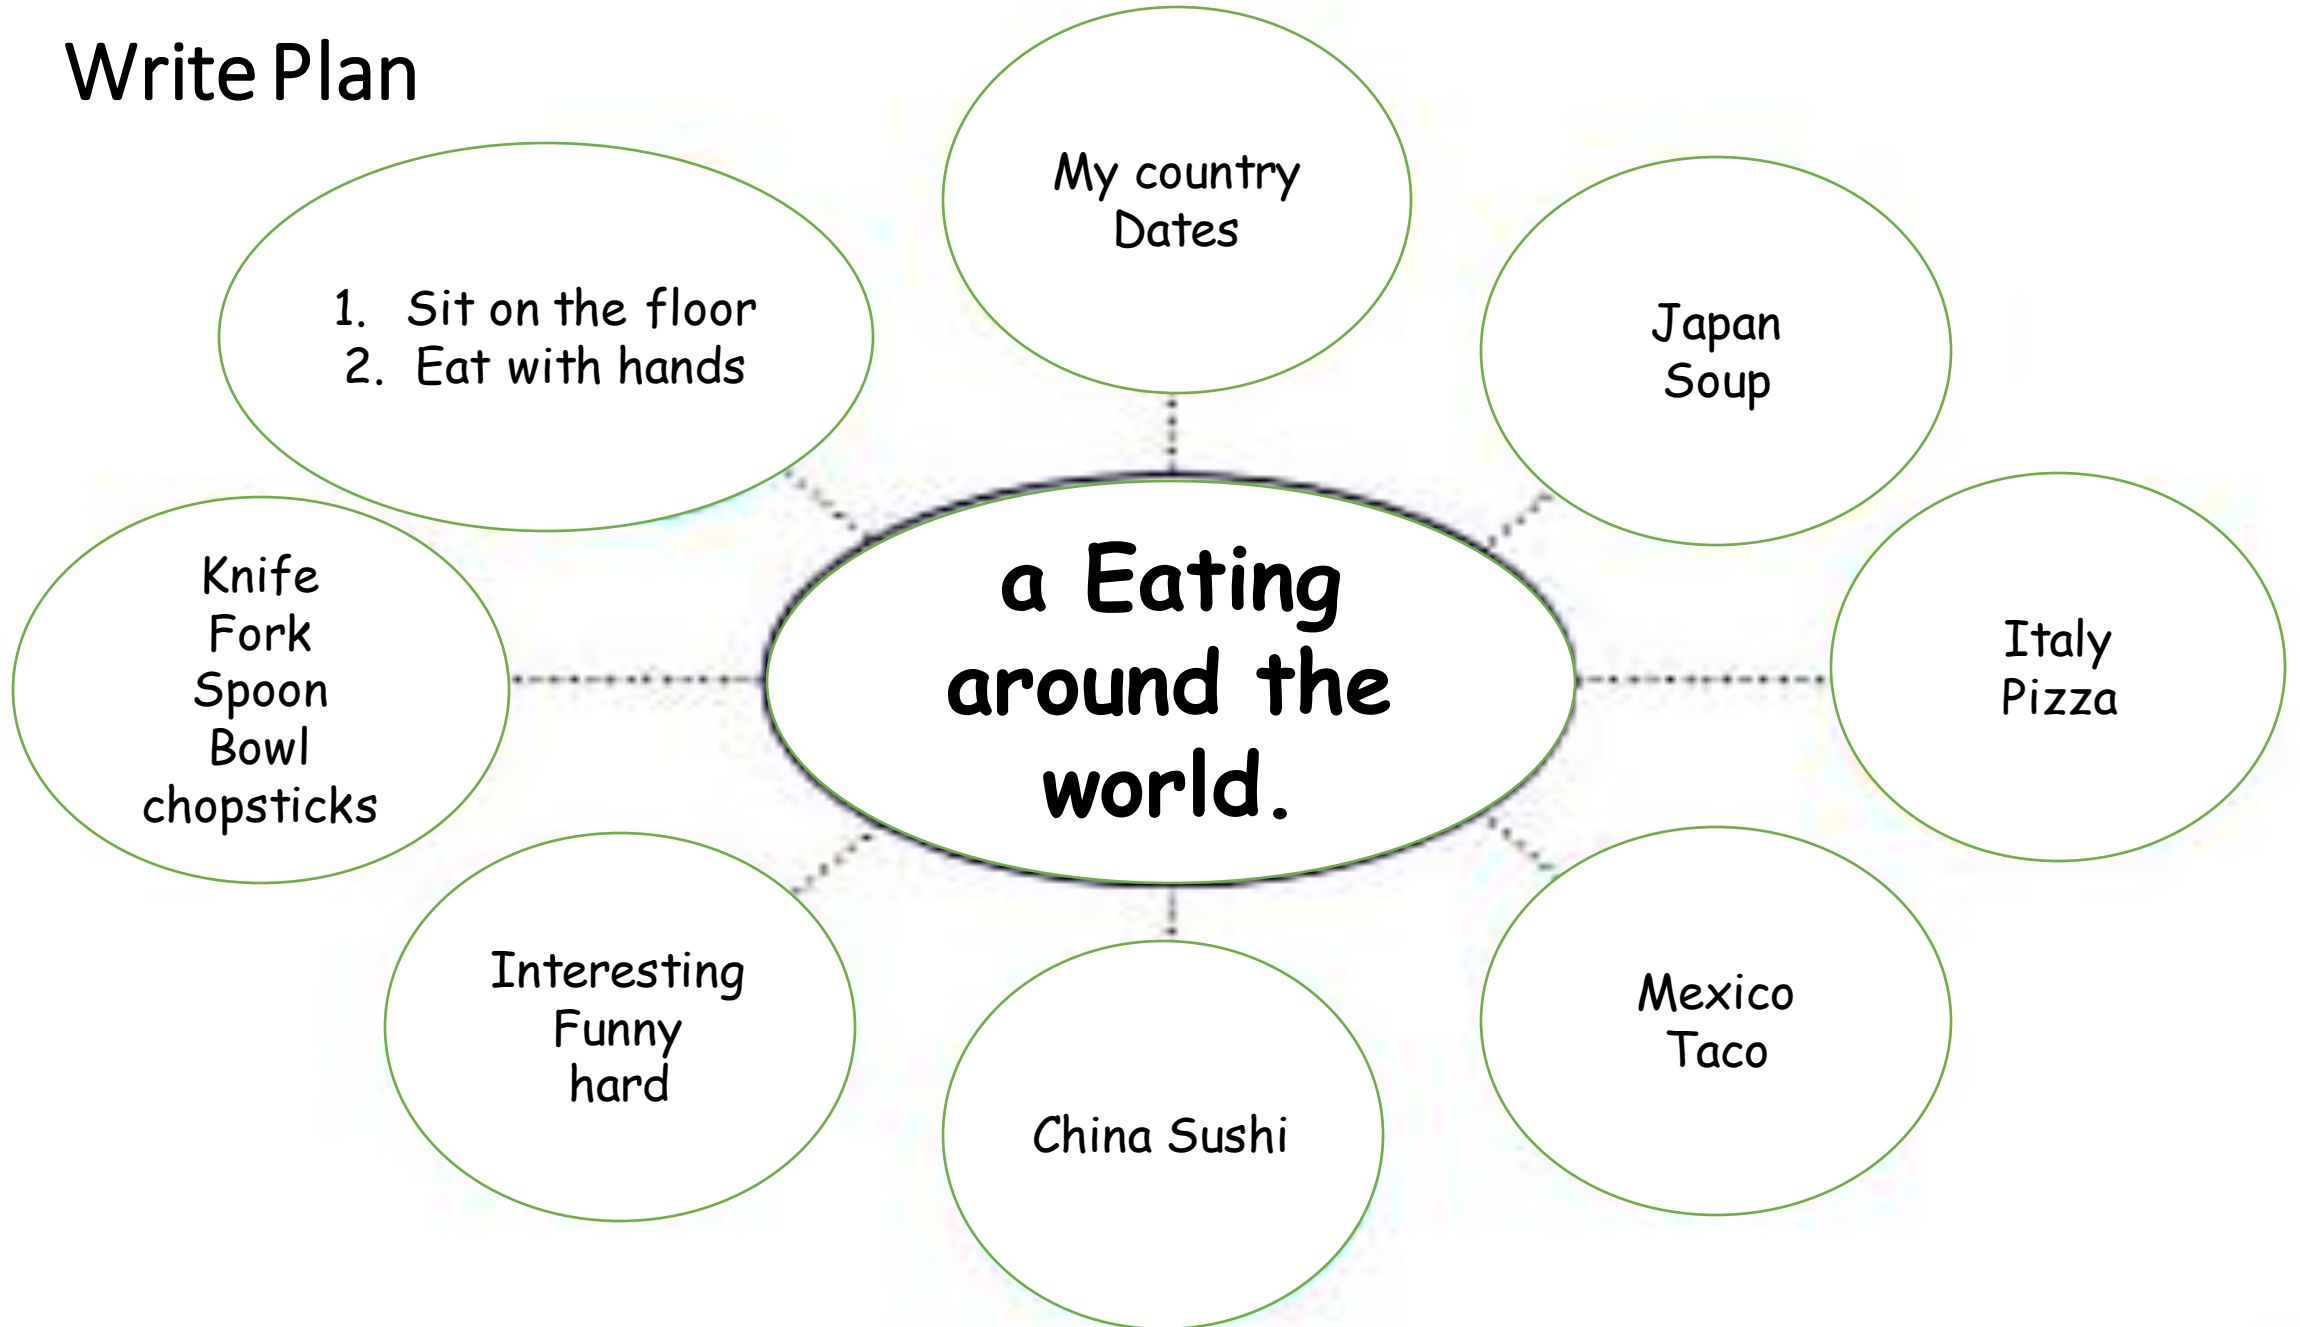 Write Plan
My country
Dates
1. Sit on the floor
2. Eat with hands
Japan
Soup
Knife
Fork
Spoon
Bowl
chopsticks
a Eating
around the
world.
Italy
Pizza
Interesting
Funny
hard
Mexico
Taco
China Sushi